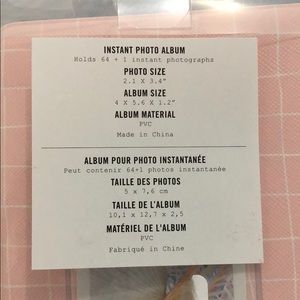 INSTANT PHOTO ALBUM
Holds 64 + 1 instant photographs
PHOTO SIZE
2.1 X 3.4"
ALBUM SIZE
4 X 5.6 X 1.2"
ALBUM MATERIAL
PVC
Made in China
ALBUM POUR PHOTO INSTANTANÉE
Peut contenir 64+1 photos instantanée
TAILLE DES PHOTOS
5 x 7,6 cm
TAILLE DE L'ALBUM
10,1 x 12,7 x 2,5
MATÉRIEL DE L'ALBUM
PVC
Fabriqué in Chine